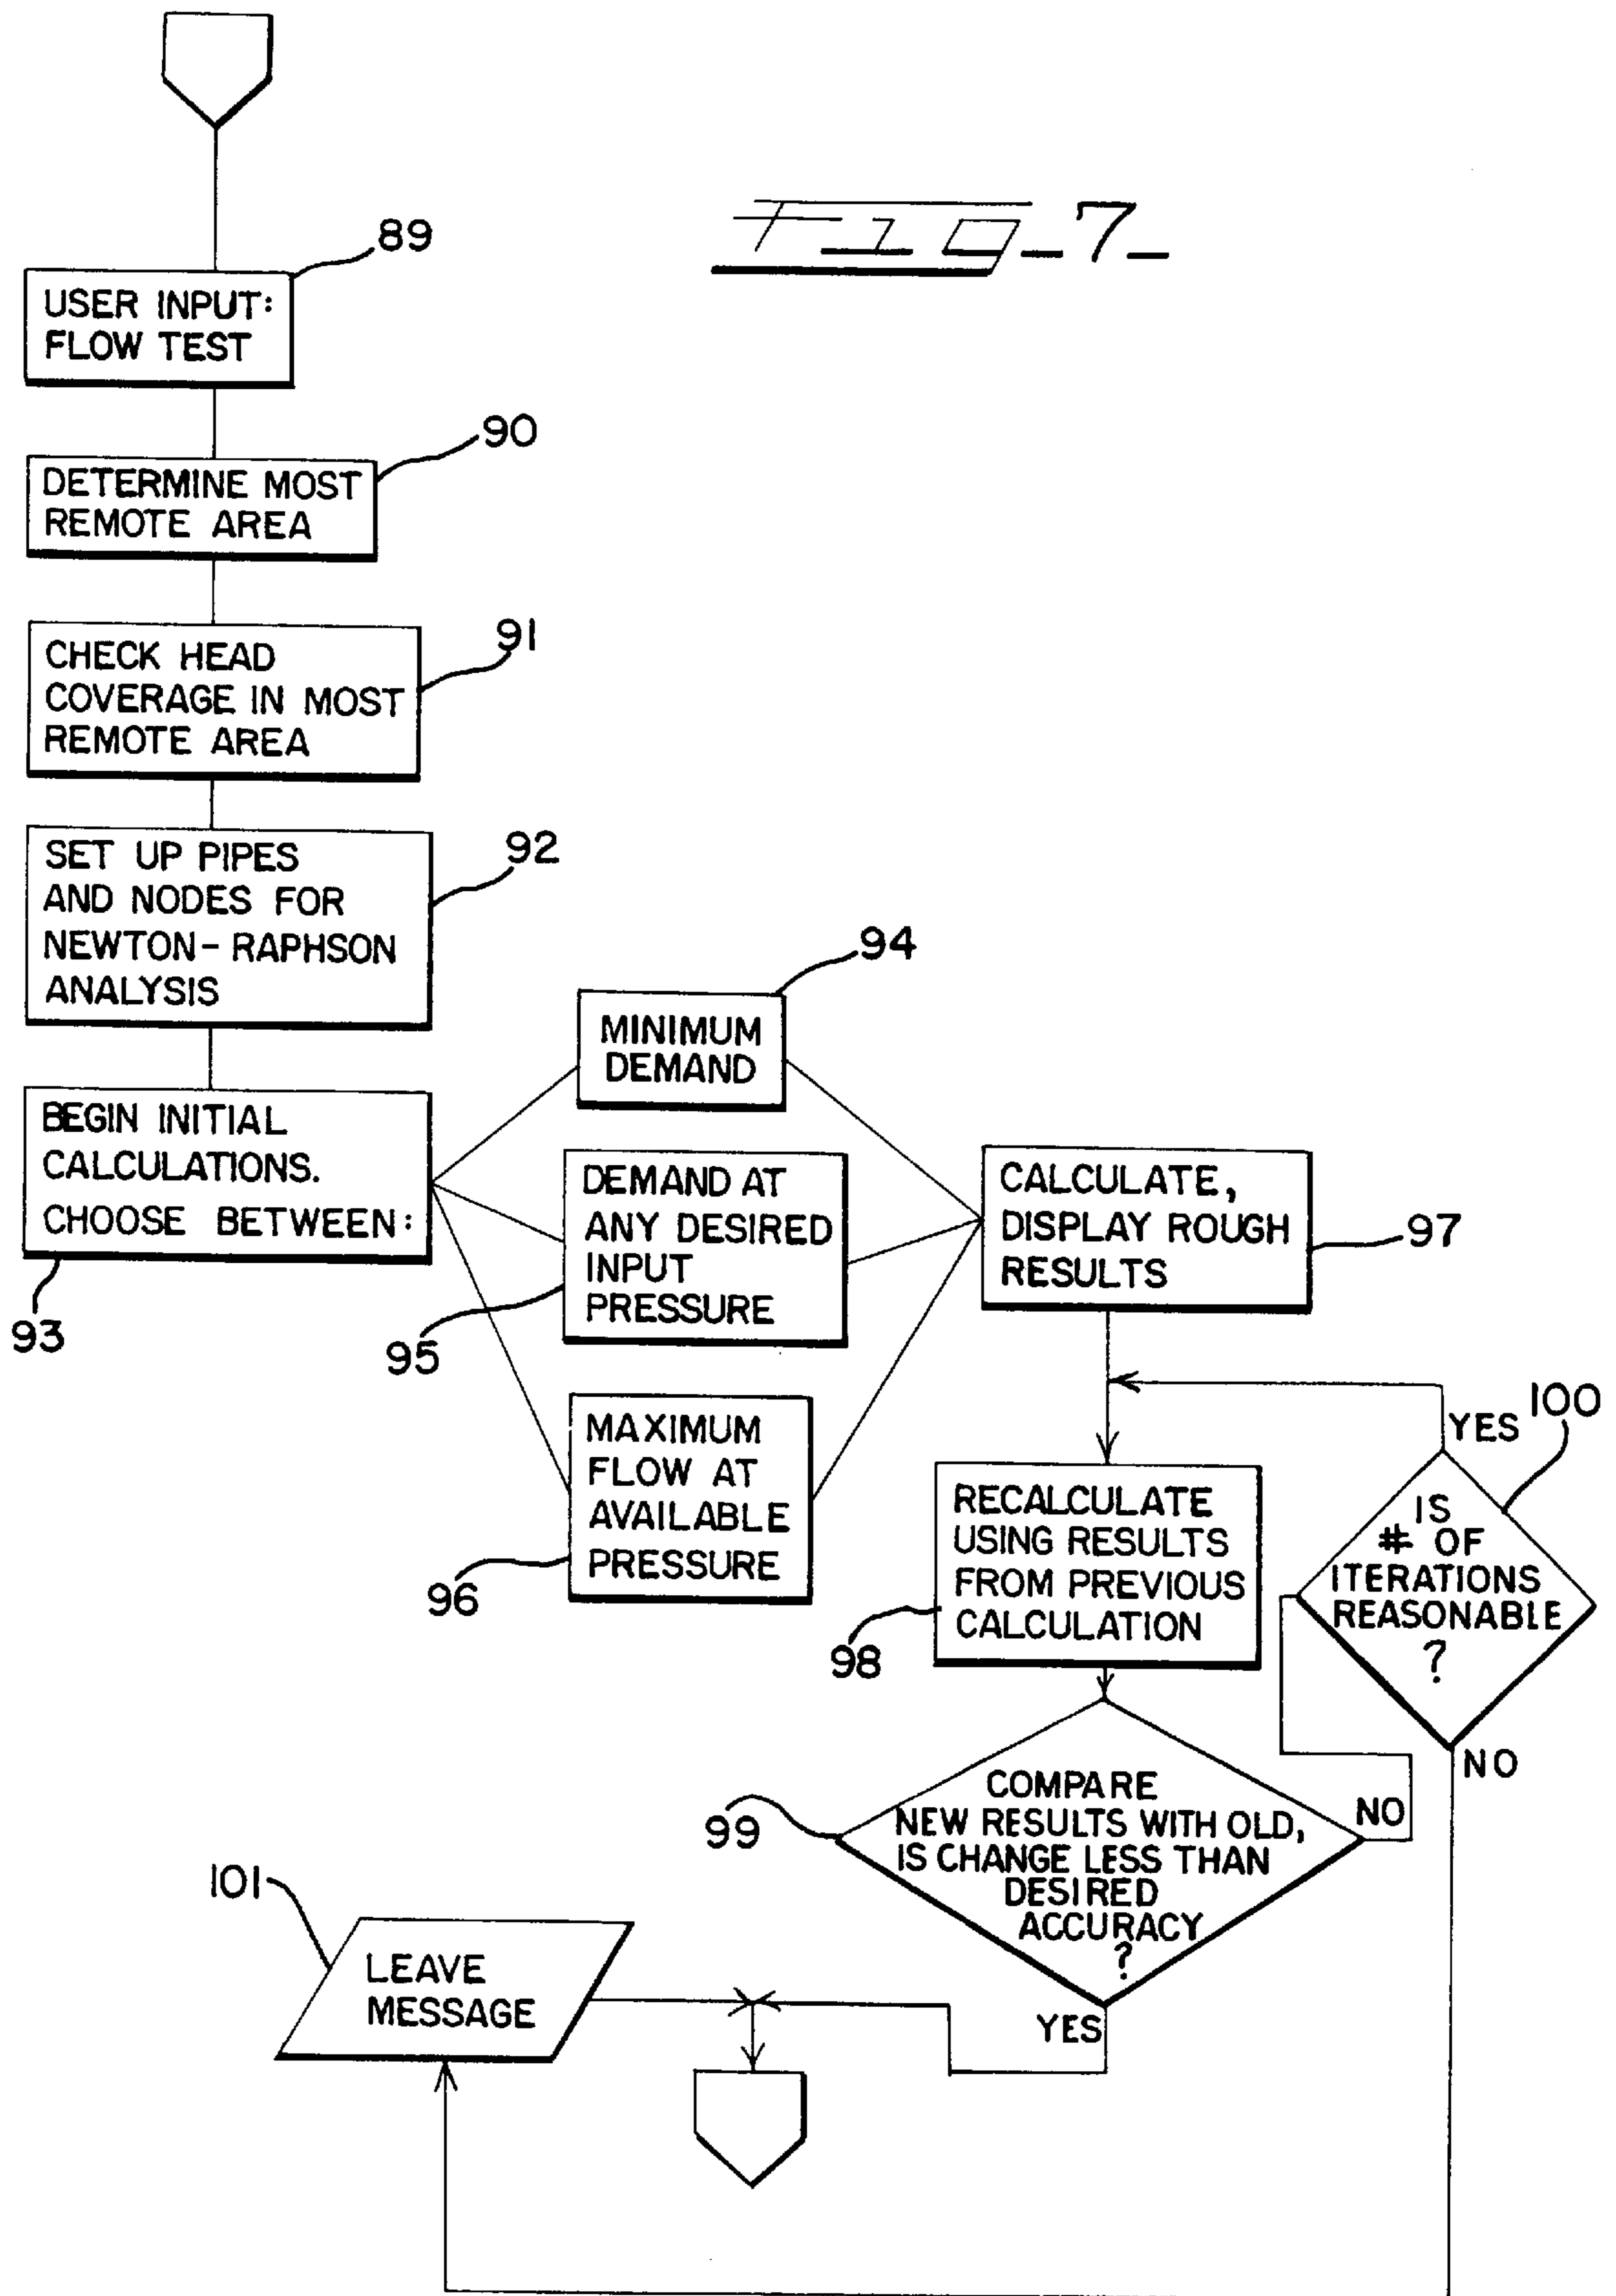 Fig-7-
89
USER INPUT:
FLOW TEST
90
DETERMINE MOST
REMOTE AREA
91
CHECK HEAD
COVERAGE IN MOST
REMOTE AREA
92
SET UP PIPES
AND NODES FOR
NEWTON-RAPHSON
ANALYSIS
93
BEGIN INITIAL
CALCULATIONS.
CHOOSE BETWEEN:
94
MINIMUM
DEMAND
95
DEMAND AT
ANY DESIRED
INPUT
PRESSURE
96
MAXIMUM
FLOW AT
AVAILABLE
PRESSURE
97
CALCULATE,
DISPLAY ROUGH
RESULTS
98
RECALCULATE
USING RESULTS
FROM PREVIOUS
CALCULATION
100
YES
IS
# OF
ITERATIONS
REASONABLE
?
NO
99
COMPARE
NEW RESULTS WITH OLD,
IS CHANGE LESS THAN
DESIRED
ACCURACY
?
NO
YES
101
LEAVE
MESSAGE